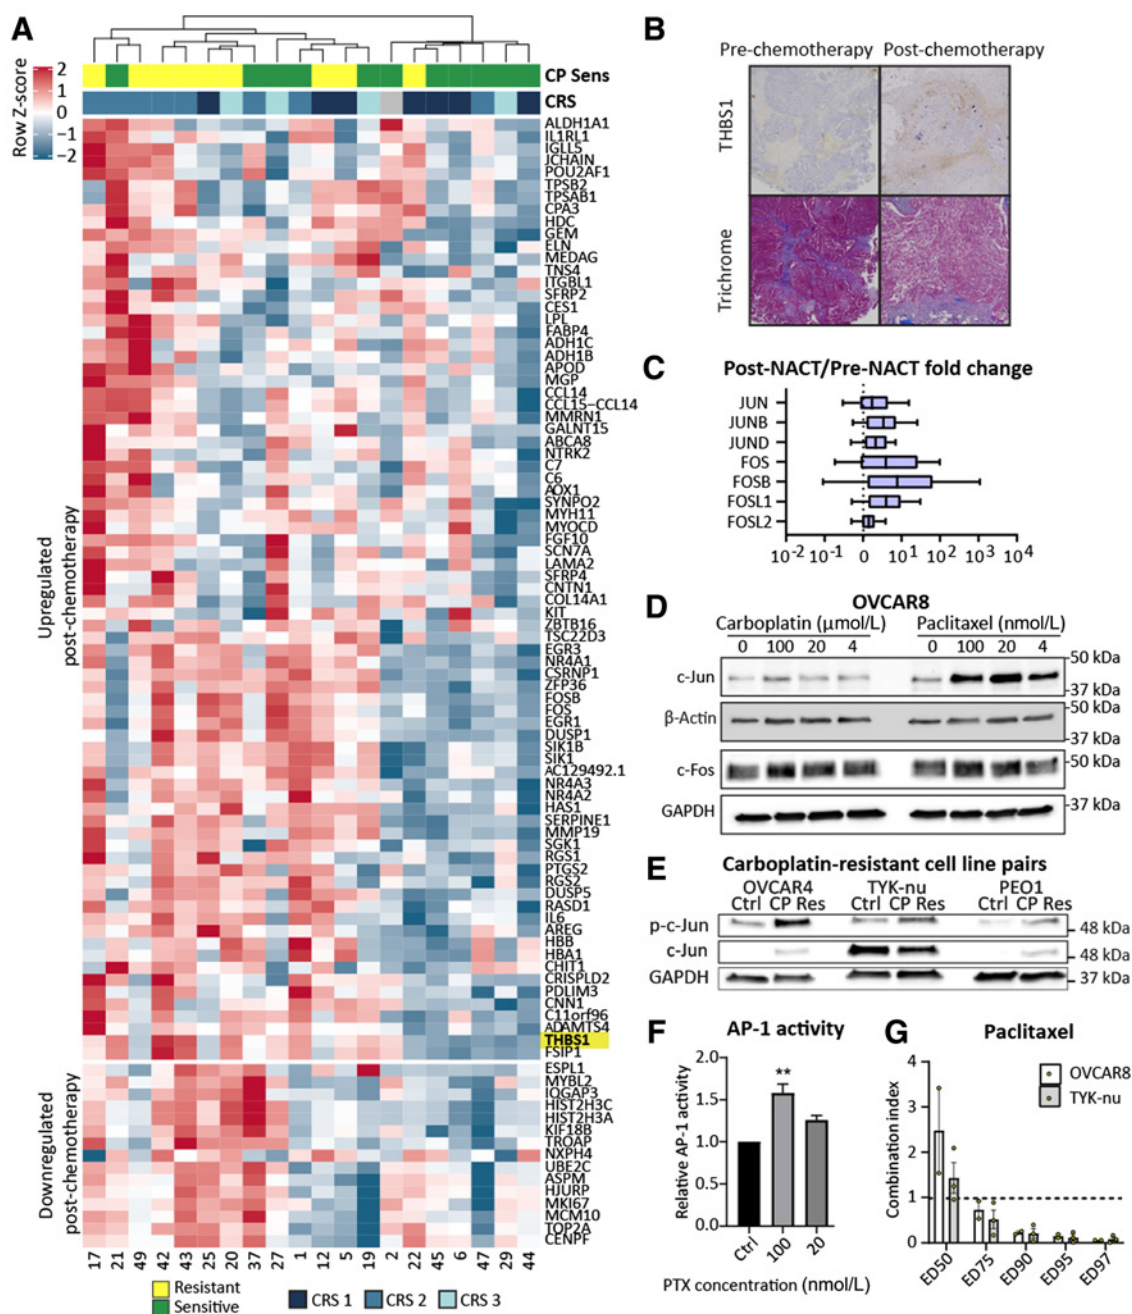 A
Row Z-score
2
1
0
−1
−2
CP Sens
CRS
ALDH1A1
IL1RL1
IGLL5
JCHAIN
POU2AF1
TPSB2
TPSAB1
CPA3
HDC
GEM
ELN
MEDAG
TNS4
ITGBL1
SFRP2
CES1
LPL
FABP4
ADH1C
ADH1B
APOD
MGP
CCL14
CCL15−CCL14
MMRN1
GALNT15
ABCA8
NTRK2
C7
C6
AOX1
SYNPO2
MYH11
MYOCD
FGF10
SCN7A
LAMA2
SFRP4
CNTN1
COL14A1
KIT
ZBTB16
TSC22D3
EGR3
NR4A1
CSRNP1
ZFP36
FOSB
FOS
EGR1
DUSP1
SIK1B
SIK1
AC129492.1
NR4A3
NR4A2
HAS1
SERPINE1
MMP19
SGK1
RGS1
PTGS2
RGS2
DUSP5
RASD1
IL6
AREG
HBB
HBA1
CHIT1
CRISPLD2
PDLIM3
CNN1
C11orf96
ADAMTS4
THBS1
FSIP1
ESPL1
MYBL2
IQGAP3
HIST2H3C
HIST2H3A
KIF18B
TROAP
NXPH4
UBE2C
ASPM
HJURP
MKI67
MCM10
TOP2A
CENPF
Upregulated
post-chemotherapy
Downregulated
post-chemotherapy
17 21 49 42 43 25 20 37 27 1 12 5 19 2 22 45 6 47 29 44
Resistant
Sensitive
CRS 1 CRS 2 CRS 3
B
Pre-chemotherapy Post-chemotherapy
THBS1
Trichrome
C Post-NACT/Pre-NACT fold change
JUN
JUNB
JUND
FOS
FOSB
FOSL1
FOSL2
10-2 10-1 0 101 102 103 104
D OVCAR8
Carboplatin (μmol/L) Paclitaxel (nmol/L)
0 100 20 4 0 100 20 4
50 kDa
c-Jun
37 kDa
50 kDa
β-Actin
37 kDa
50 kDa
c-Fos
37 kDa
GAPDH
E Carboplatin-resistant cell line pairs
OVCAR4 TYK-nu PEO1
Ctrl CP Res Ctrl CP Res Ctrl CP Res
p-c-Jun 48 kDa
c-Jun 48 kDa
GAPDH 37 kDa
F AP-1 activity
Relative AP-1 activity
2.0
1.5
1.0
0.5
0.0
**
Ctrl 100 20
PTX concentration (nmol/L)
G Paclitaxel
Combination index
4
3
2
1
0
OVCAR8
TYK-nu
ED50 ED75 ED90 ED95 ED97